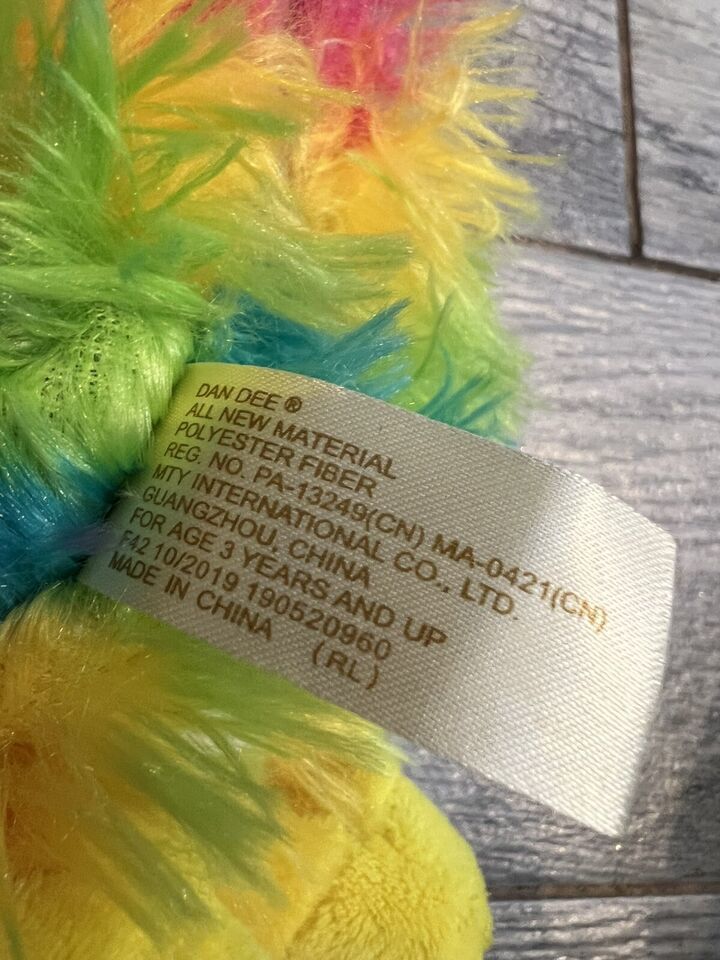 DAN DEE ®
ALL NEW MATERIAL
POLYESTER FIBER
REG. NO. PA-13249(CN) MA-0421(CN)
MTY INTERNATIONAL CO., LTD.
GUANGZHOU, CHINA
FOR AGE 3 YEARS AND UP
F42 10/2019 190520960
MADE IN CHINA (RL)